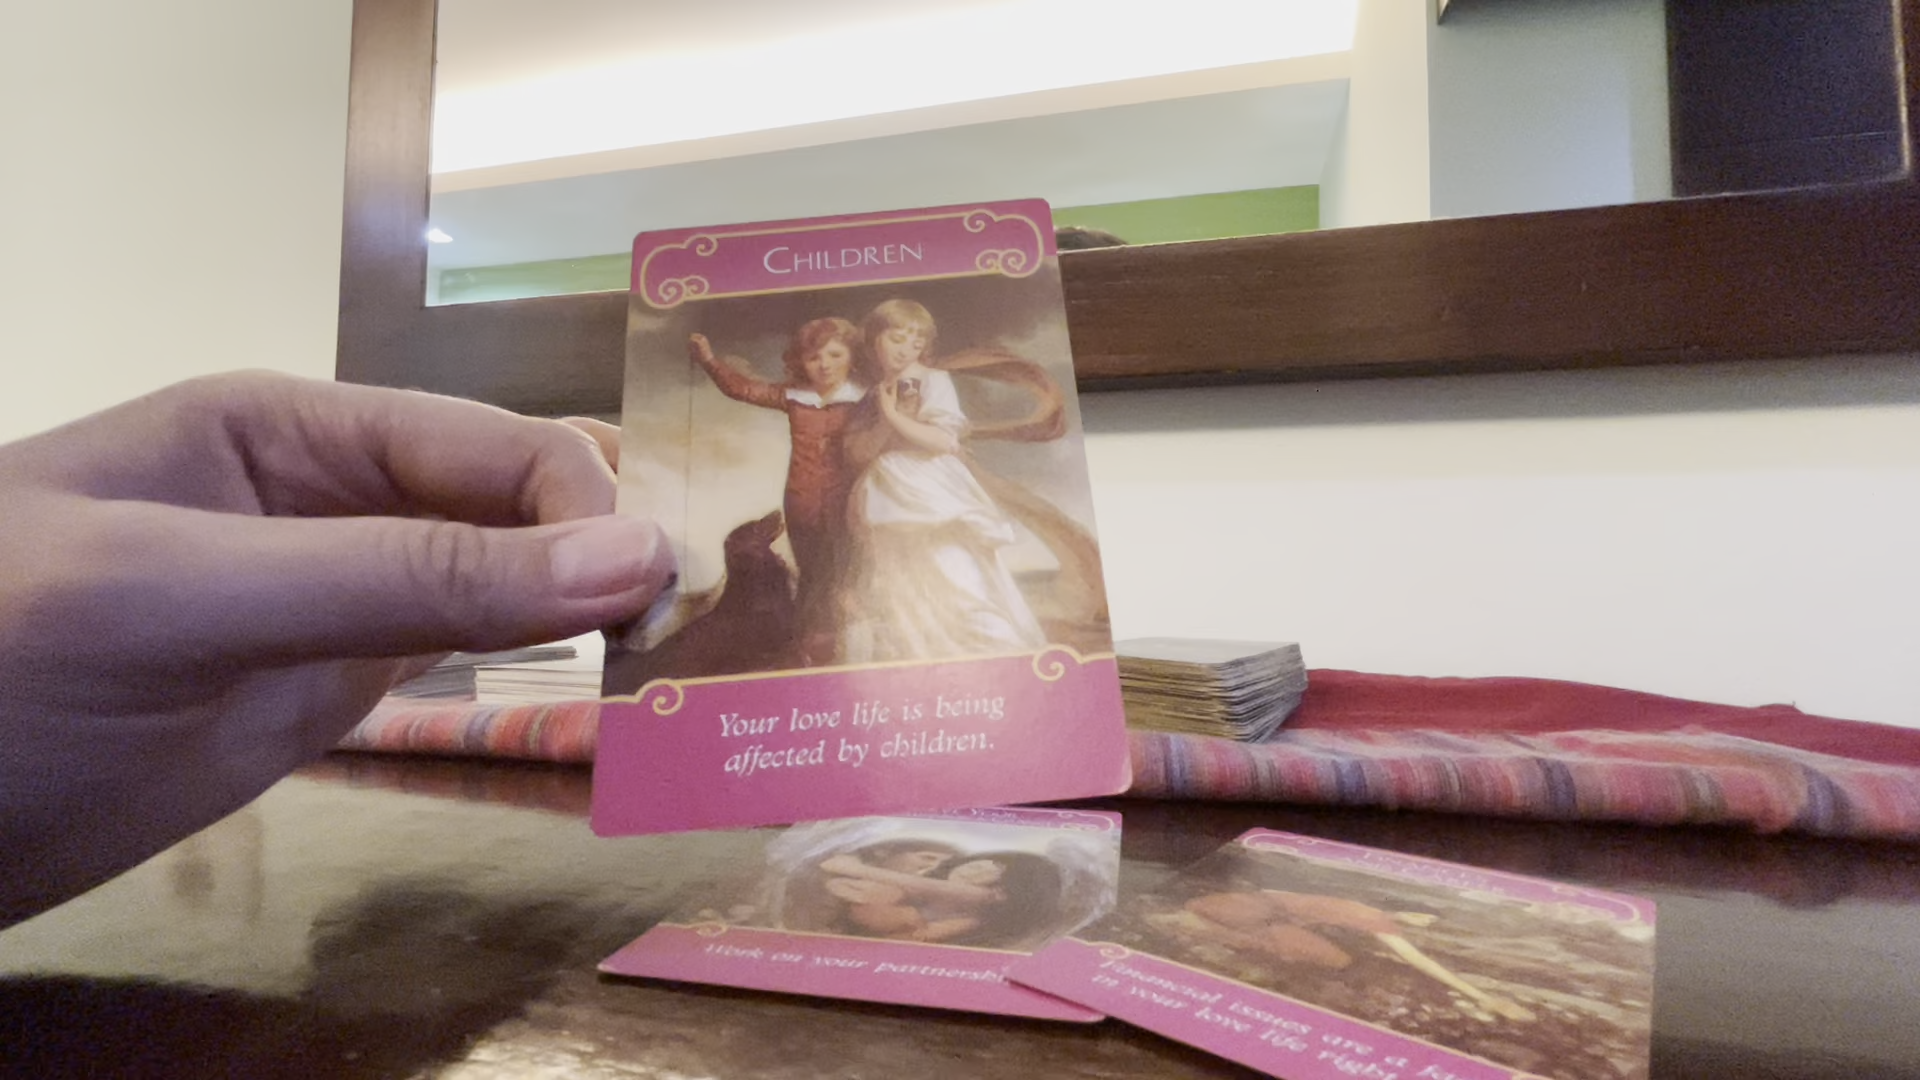 CHILDREN
Your love life is being
affected by children.
Work on your
Financial issues are a
in your love life right